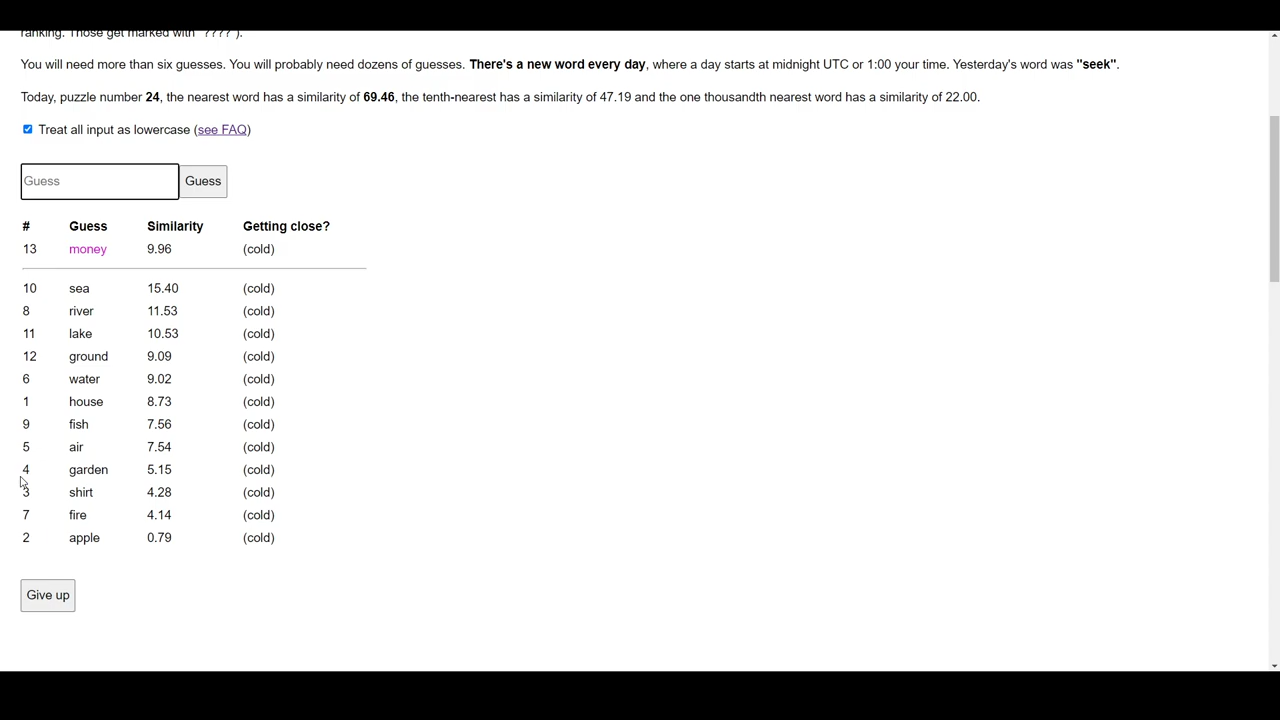 ranking. Those get marked with "????").
You will need more than six guesses. You will probably need dozens of guesses. There's a new word every day, where a day starts at midnight UTC or 1:00 your time. Yesterday's word was "seek".
Today, puzzle number 24, the nearest word has a similarity of 69.46, the tenth-nearest has a similarity of 47.19 and the one thousandth nearest word has a similarity of 22.00.
Treat all input as lowercase (see FAQ)
Guess Guess
# Guess Similarity Getting close?
13 money 9.96 (cold)
10 sea 15.40 (cold)
8 river 11.53 (cold)
11 lake 10.53 (cold)
12 ground 9.09 (cold)
6 water 9.02 (cold)
1 house 8.73 (cold)
9 fish 7.56 (cold)
5 air 7.54 (cold)
4 garden 5.15 (cold)
3 shirt 4.28 (cold)
7 fire 4.14 (cold)
2 apple 0.79 (cold)
Give up